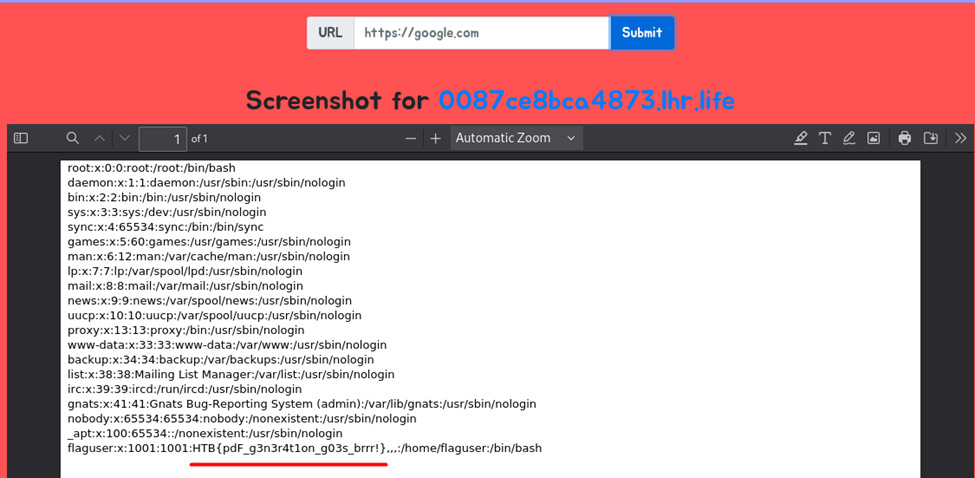 URL https://google.com Submit
Screenshot for 0087ce8bca4873.lhr.life
1 of 1 Automatic Zoom
root:x:0:0:root:/root:/bin/bash
daemon:x:1:1:daemon:/usr/sbin:/usr/sbin/nologin
bin:x:2:2:bin:/bin:/usr/sbin/nologin
sys:x:3:3:sys:/dev:/usr/sbin/nologin
sync:x:4:65534:sync:/bin:/bin/sync
games:x:5:60:games:/usr/games:/usr/sbin/nologin
man:x:6:12:man:/var/cache/man:/usr/sbin/nologin
lp:x:7:7:lp:/var/spool/lpd:/usr/sbin/nologin
mail:x:8:8:mail:/var/mail:/usr/sbin/nologin
news:x:9:9:news:/var/spool/news:/usr/sbin/nologin
uucp:x:10:10:uucp:/var/spool/uucp:/usr/sbin/nologin
proxy:x:13:13:proxy:/bin:/usr/sbin/nologin
www-data:x:33:33:www-data:/var/www:/usr/sbin/nologin
backup:x:34:34:backup:/var/backups:/usr/sbin/nologin
list:x:38:38:Mailing List Manager:/var/list:/usr/sbin/nologin
irc:x:39:39:ircd:/run/ircd:/usr/sbin/nologin
gnats:x:41:41:Gnats Bug-Reporting System (admin):/var/lib/gnats:/usr/sbin/nologin
nobody:x:65534:65534:nobody:/nonexistent:/usr/sbin/nologin
_apt:x:100:65534::/nonexistent:/usr/sbin/nologin
flaguser:x:1001:1001:HTB{pdF_g3n3r4t1on_g03s_brrr!},,,:/home/flaguser:/bin/bash